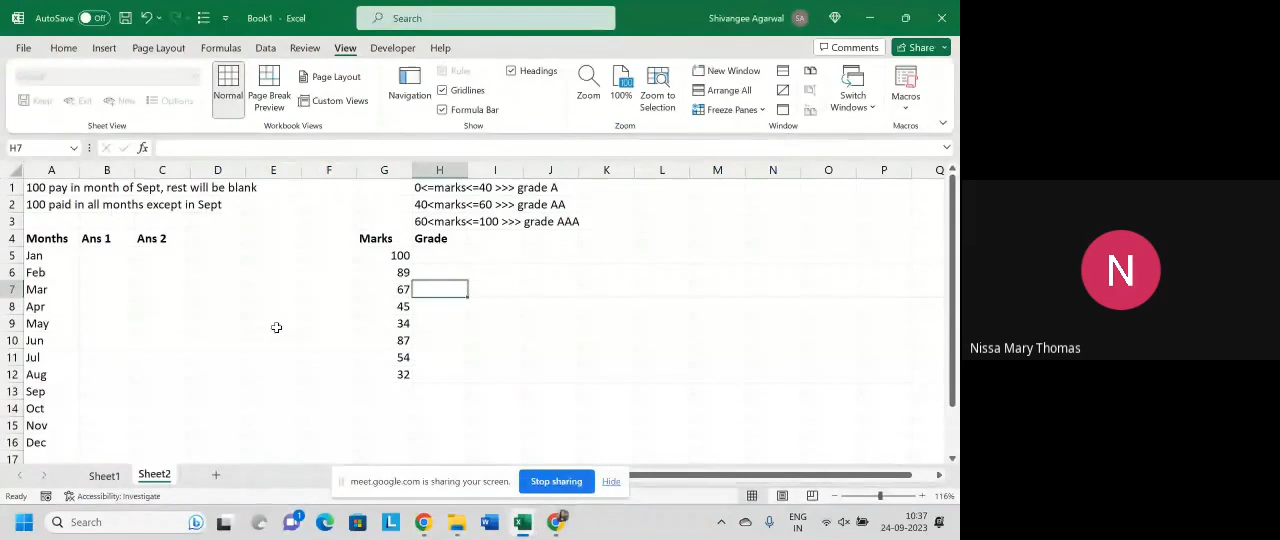 AutoSave Off Book1 - Excel Search Shivangee Agarwal SA
File Home Insert Page Layout Formulas Data Review View Developer Help Comments Share
Keep Exit New Options
Sheet View
Normal Page Break Preview Page Layout Custom Views
Workbook Views
Navigation Ruler Gridlines Formula Bar Headings
Show
Zoom 100% Zoom to Selection
Zoom
New Window Arrange All Freeze Panes Switch Windows
Window
Macros
Macros
H7 fx
A B C D E F G H I J K L M N O P Q
1 100 pay in month of Sept, rest will be blank 0<=marks<=40 >>> grade A
2 100 paid in all months except in Sept 40<marks<=60 >>> grade AA
3 60<marks<=100 >>> grade AAA
4 Months Ans 1 Ans 2 Marks Grade
5 Jan 100
6 Feb 89
7 Mar 67
8 Apr 45
9 May 34
10 Jun 87
11 Jul 54
12 Aug 32
13 Sep
14 Oct
15 Nov
16 Dec
17
Sheet1 Sheet2
meet.google.com is sharing your screen. Stop sharing Hide
Ready Accessibility: Investigate 116%
Search 1 L ENG IN 10:37 24-09-2023
N
Nissa Mary Thomas